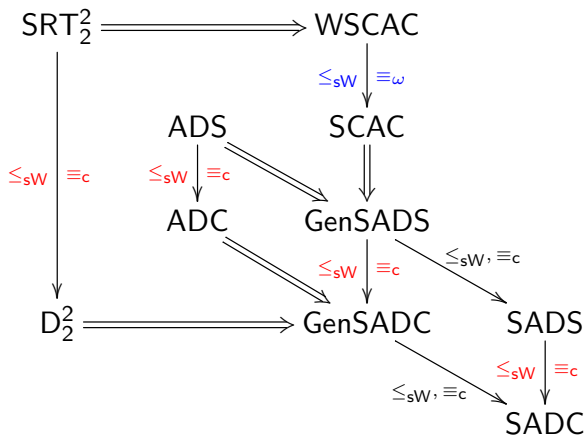 SRT₂² WSCAC
≤sW ≡ω
ADS SCAC
≤sW ≡c ≤sW ≡c
ADC GenSADS
≤sW ≡c ≤sW, ≡c
D₂² GenSADC SADS
≤sW, ≡c ≤sW ≡c
SADC